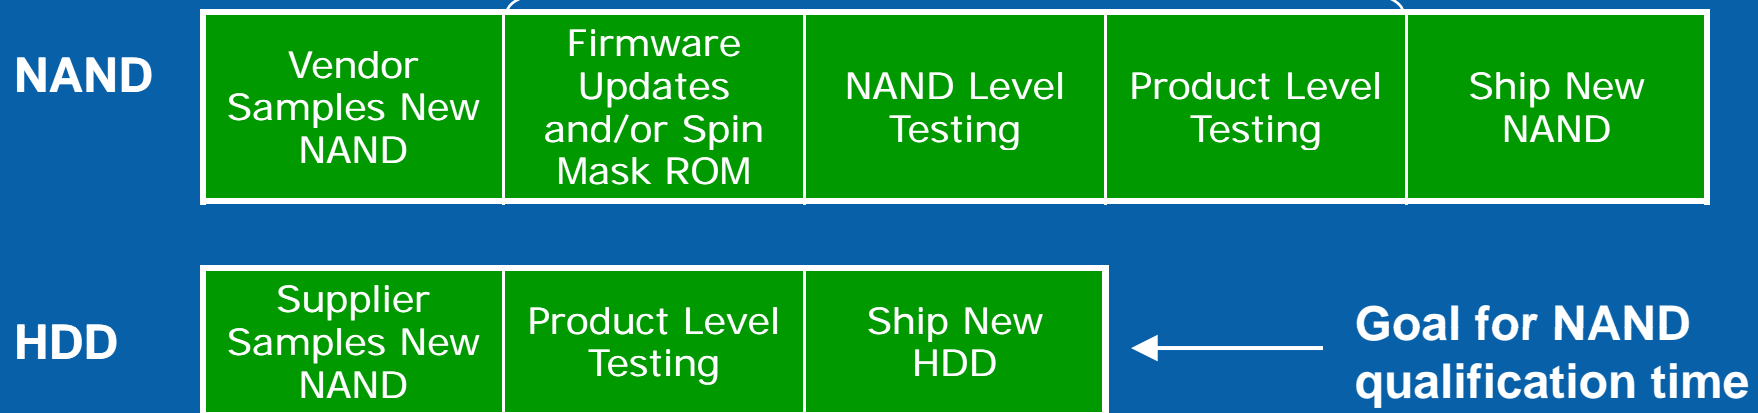 NAND
Vendor
Samples New
NAND
Firmware
Updates
and/or Spin
Mask ROM
NAND Level
Testing
Product Level
Testing
Ship New
NAND
HDD
Supplier
Samples New
NAND
Product Level
Testing
Ship New
HDD
Goal for NAND
qualification time